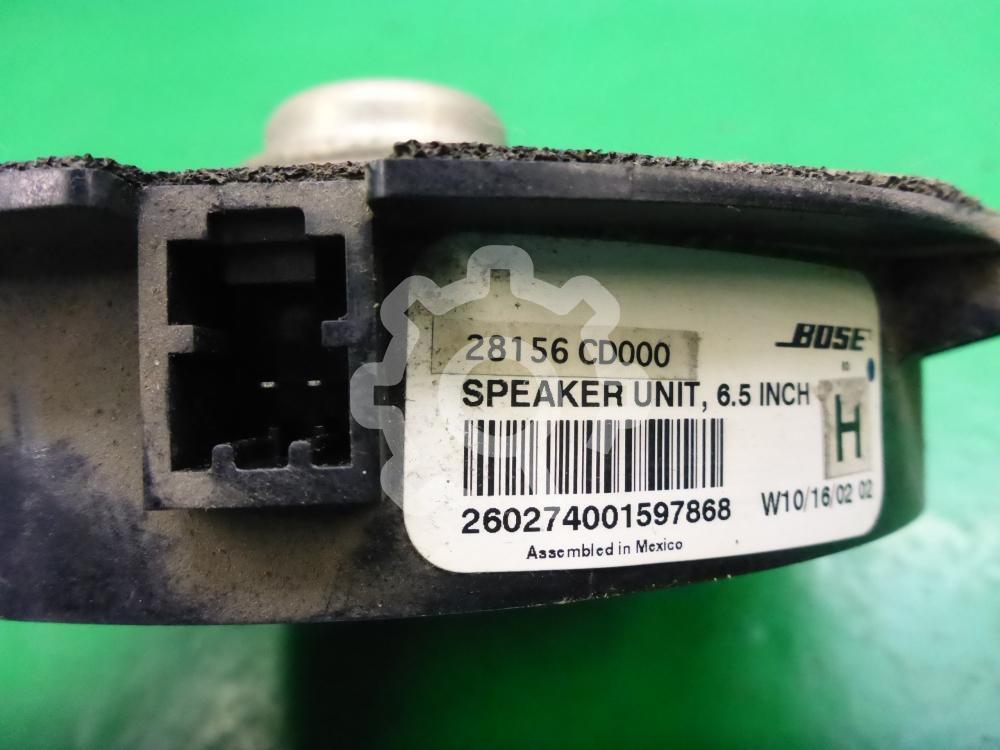 28156 CD000
BOSE
SPEAKER UNIT, 6.5 INCH
H
260274001597868
W10/16/02 02
Assembled in Mexico